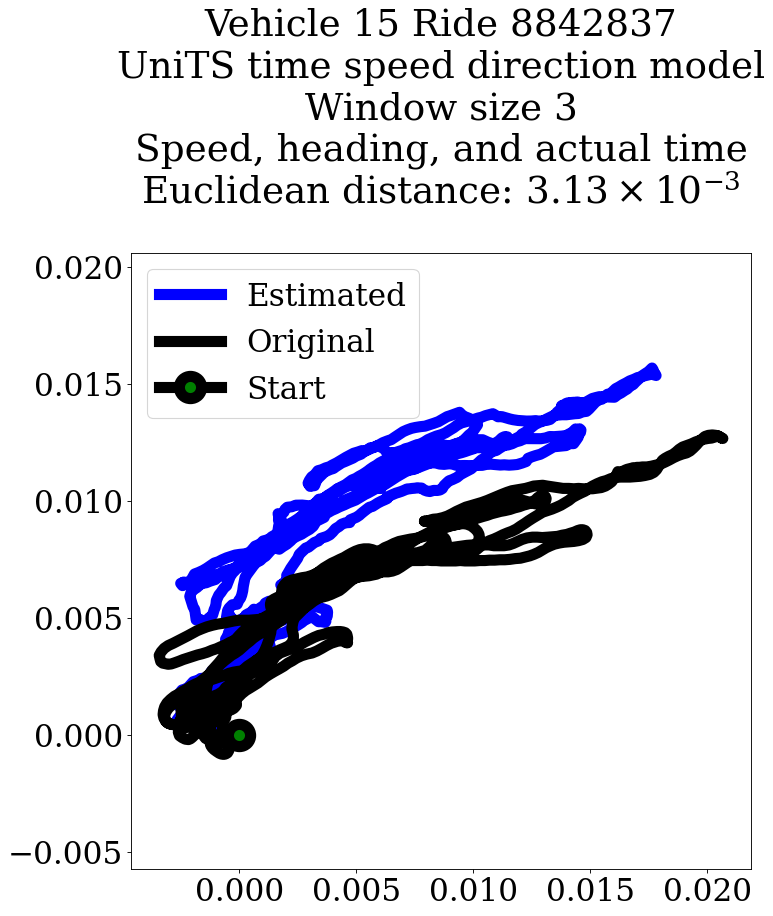 Vehicle 15 Ride 8842837
UniTS time speed direction model
Window size 3
Speed, heading, and actual time
Euclidean distance: 3.13 × 10⁻³
0.020
0.015
0.010
0.005
0.000
−0.005
Estimated
Original
Start
0.000 0.005 0.010 0.015 0.020